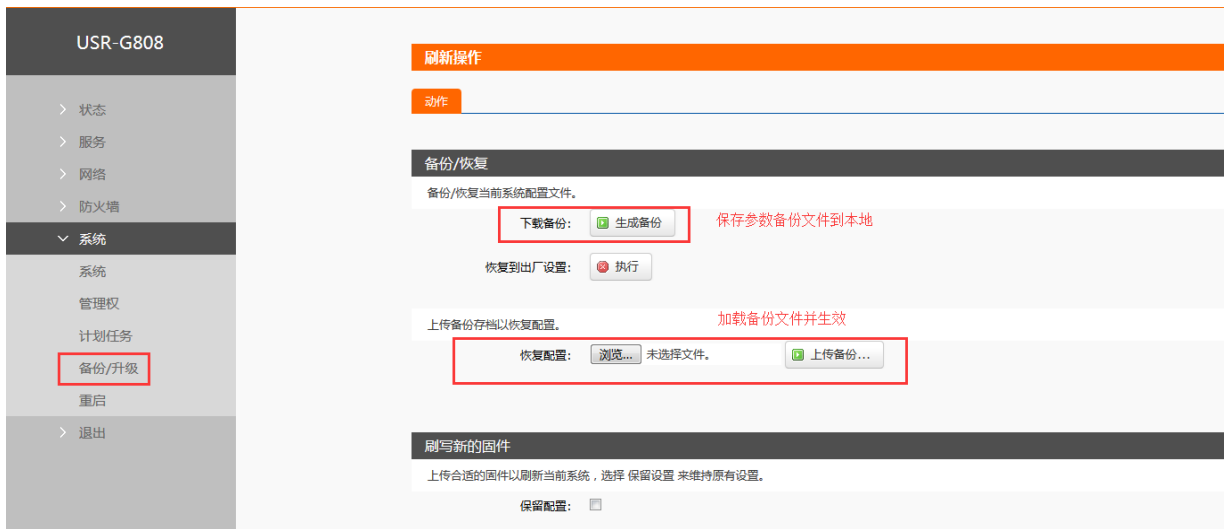 USR-G808
状态
服务
网络
防火墙
系统
系统
管理权
计划任务
备份/升级
重启
退出
刷新操作
动作
备份/恢复
备份/恢复当前系统配置文件。
下载备份： 生成备份 保存参数备份文件到本地
恢复到出厂设置： 执行
上传备份存档以恢复配置。 加载备份文件并生效
恢复配置： 浏览... 未选择文件。 上传备份...
刷写新的固件
上传合适的固件以刷新当前系统，选择 保留设置 来维持原有设置。
保留配置：